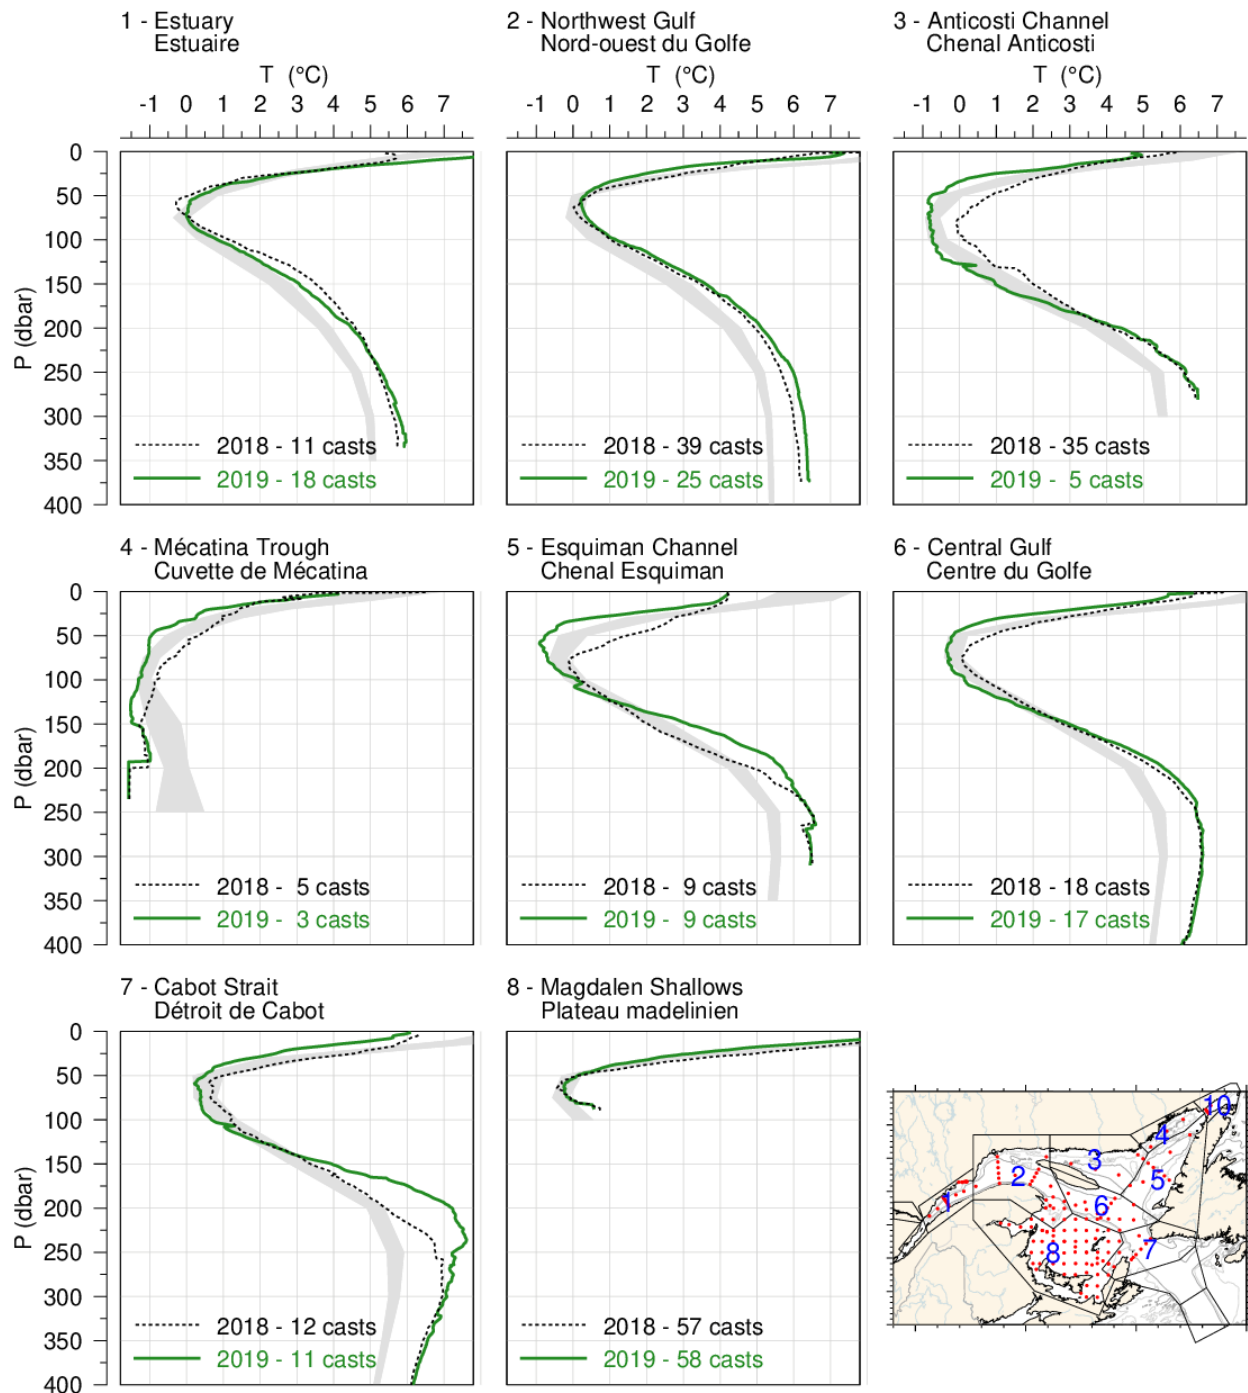 1 - Estuary
Estuaire
2 - Northwest Gulf
Nord-ouest du Golfe
3 - Anticosti Channel
Chenal Anticosti
T (°C)
T (°C)
T (°C)
-1 0 1 2 3 4 5 6 7
-1 0 1 2 3 4 5 6 7
-1 0 1 2 3 4 5 6 7
P (dbar)
0
50
100
150
200
250
300
350
400
2018 - 11 casts
2019 - 18 casts
2018 - 39 casts
2019 - 25 casts
2018 - 35 casts
2019 - 5 casts
4 - Mécatina Trough
Cuvette de Mécatina
5 - Esquiman Channel
Chenal Esquiman
6 - Central Gulf
Centre du Golfe
P (dbar)
0
50
100
150
200
250
300
350
400
2018 - 5 casts
2019 - 3 casts
2018 - 9 casts
2019 - 9 casts
2018 - 18 casts
2019 - 17 casts
7 - Cabot Strait
Détroit de Cabot
8 - Magdalen Shallows
Plateau madelinien
P (dbar)
0
50
100
150
200
250
300
350
400
2018 - 12 casts
2019 - 11 casts
2018 - 57 casts
2019 - 58 casts
10
4
3
2
5
1
6
8
7